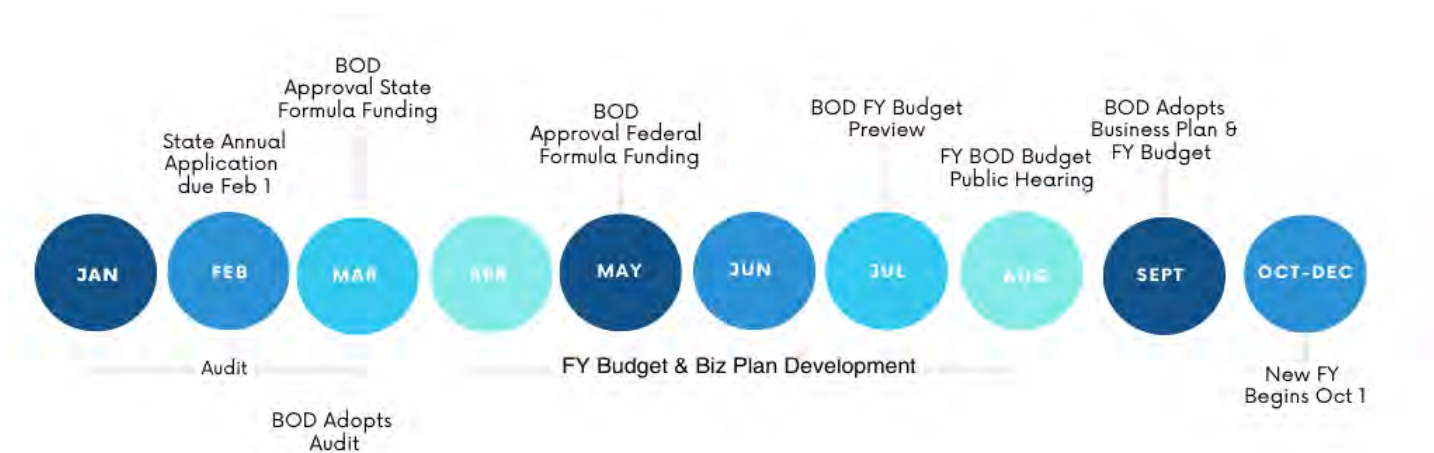 BOD
Approval State
Formula Funding
State Annual
Application
due Feb 1
BOD
Approval Federal
Formula Funding
BOD FY Budget
Preview
FY BOD Budget
Public Hearing
BOD Adopts
Business Plan &
FY Budget
JAN
FEB
MAR
APR
MAY
JUN
JUL
AUG
SEPT
OCT-DEC
Audit
FY Budget & Biz Plan Development
New FY
Begins Oct 1
BOD Adopts
Audit